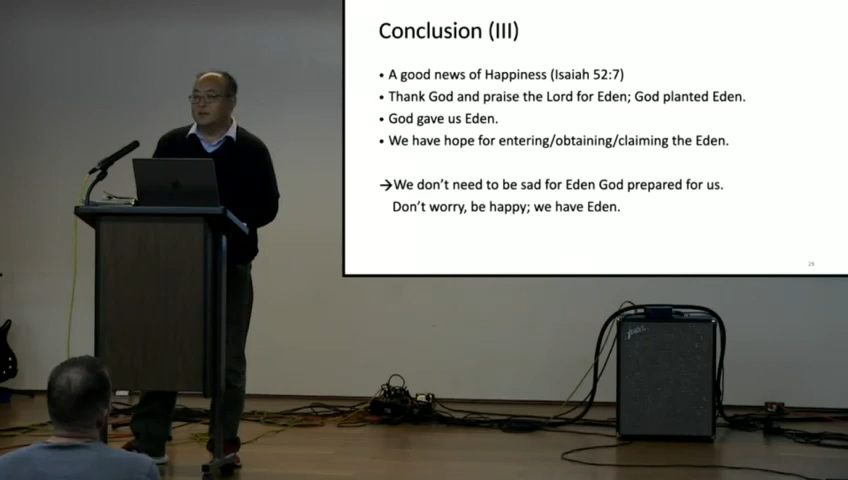 Conclusion (III)
• A good news of Happiness (Isaiah 52:7)
• Thank God and praise the Lord for Eden; God planted Eden.
• God gave us Eden.
• We have hope for entering/obtaining/claiming the Eden.
→We don't need to be sad for Eden God prepared for us.
Don't worry, be happy; we have Eden.
29
Fender